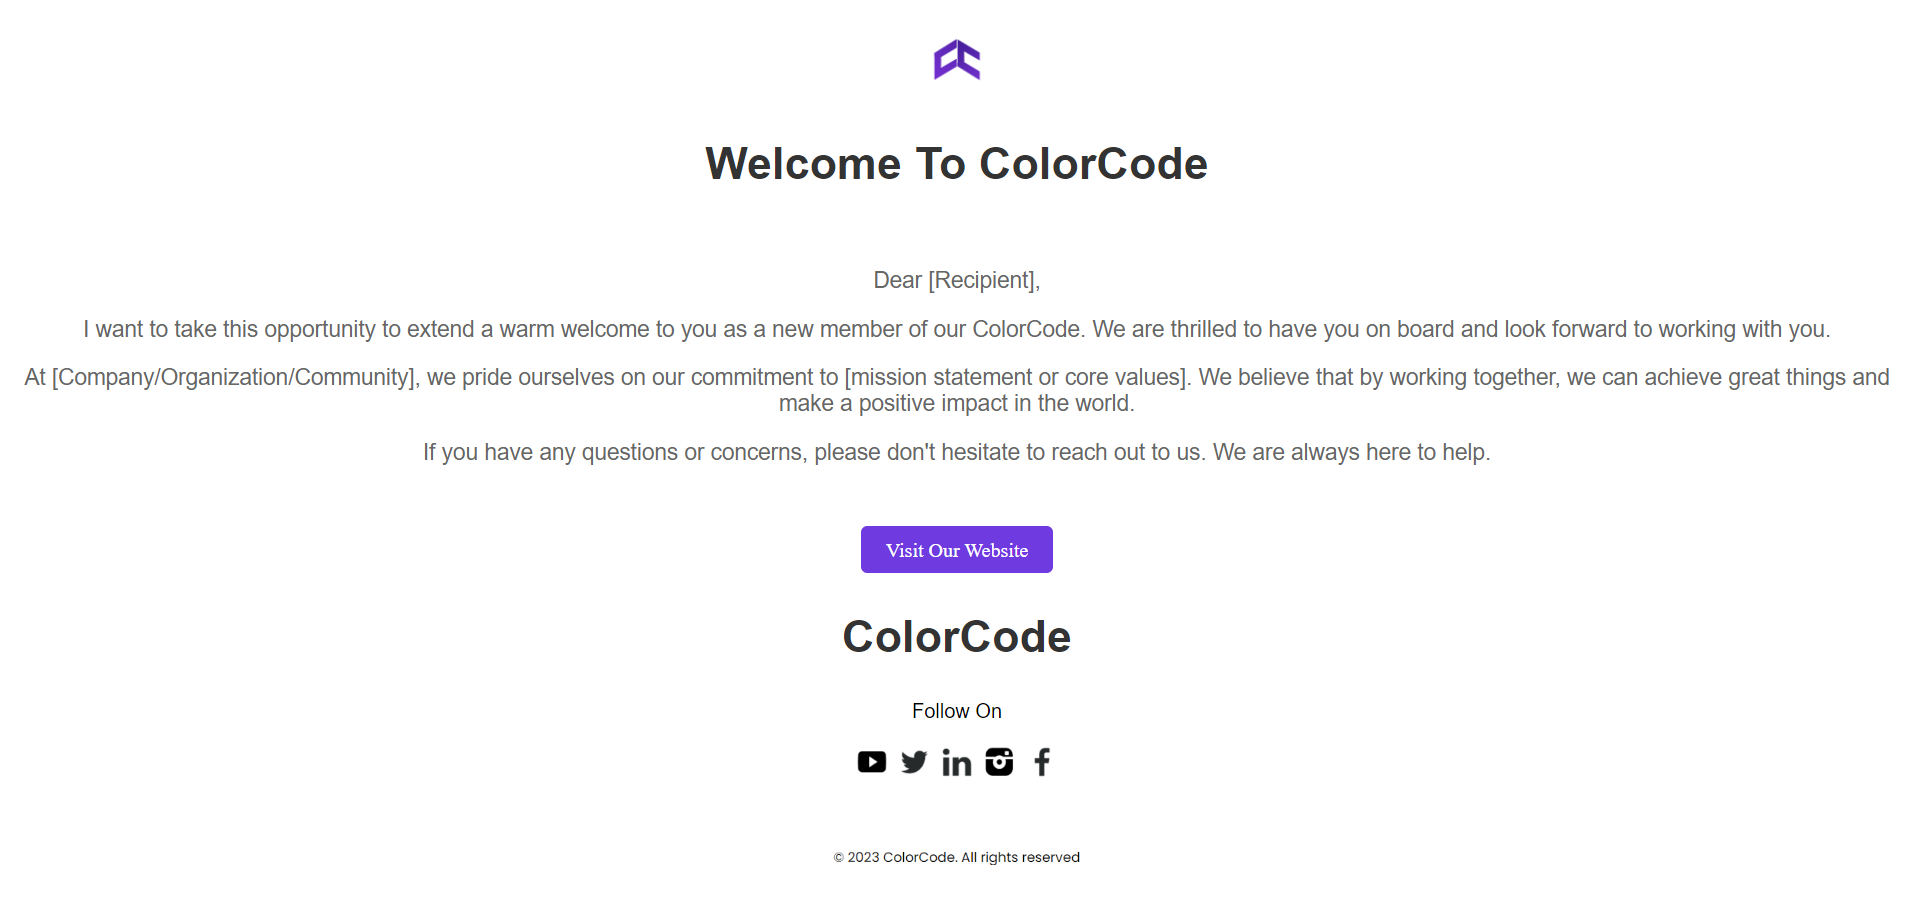 Welcome To ColorCode
Dear [Recipient],
I want to take this opportunity to extend a warm welcome to you as a new member of our ColorCode. We are thrilled to have you on board and look forward to working with you.
At [Company/Organization/Community], we pride ourselves on our commitment to [mission statement or core values]. We believe that by working together, we can achieve great things and
make a positive impact in the world.
If you have any questions or concerns, please don't hesitate to reach out to us. We are always here to help.
Visit Our Website
ColorCode
Follow On
© 2023 ColorCode. All rights reserved